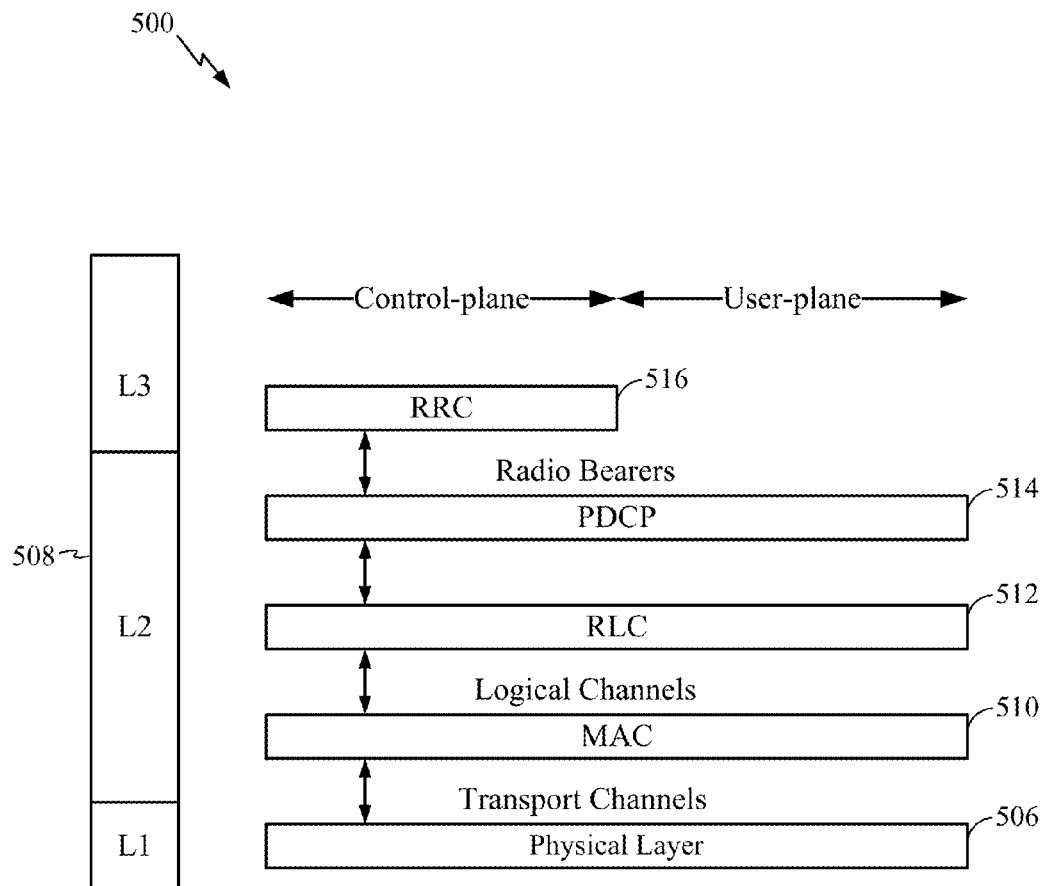 500
Control-plane
User-plane
L3
516
RRC
Radio Bearers
514
PDCP
508
512
L2
RLC
Logical Channels
510
MAC
Transport Channels
506
L1
Physical Layer